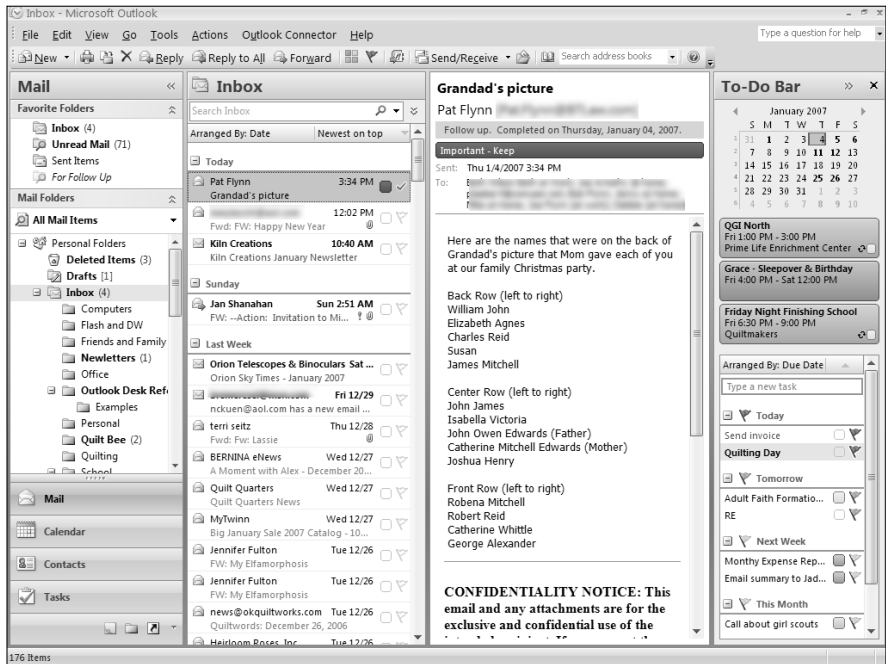 Inbox - Microsoft Outlook
File Edit View Go Tools Actions Outlook Connector Help
Type a question for help
New Reply Reply to All Forward Send/Receive Search address books
Mail
Favorite Folders
Inbox (4)
Unread Mail (71)
Sent Items
For Follow Up
Mail Folders
All Mail Items
Personal Folders
Deleted Items (3)
Drafts [1]
Inbox (4)
Computers
Flash and DW
Friends and Family
Newletters (1)
Office
Outlook Desk Refe
Examples
Personal
Quilt Bee (2)
Quilting
School
Mail
Calendar
Contacts
Tasks
176 Items
Inbox
Search Inbox
Arranged By: Date Newest on top
Today
Pat Flynn 3:34 PM
Grandad's picture
12:02 PM
Fwd: FW: Happy New Year
Kiln Creations 10:40 AM
Kiln Creations January Newsletter
Sunday
Jan Shanahan Sun 2:51 AM
FW: --Action: Invitation to Mi...
Last Week
Orion Telescopes & Binoculars Sat ...
Orion Sky Times - January 2007
Fri 12/29
nckuen@aol.com has a new email ...
terri seitz Thu 12/28
Fwd: Fw: Lassie
BERNINA eNews Wed 12/27
A Moment with Alex - December 20...
Quilt Quarters Wed 12/27
Quilt Quarters News
MyTwinn Wed 12/27
Big January Sale 2007 Catalog - 10...
Jennifer Fulton Tue 12/26
FW: My Elfamorphosis
Jennifer Fulton Tue 12/26
FW: My Elfamorphosis
news@okquiltworks.com Tue 12/26
Quiltwords: December 26, 2006
Heirloom Roses, Inc Tue 12/26
Grandad's picture
Pat Flynn
Follow up. Completed on Thursday, January 04, 2007.
Important - Keep
Sent: Thu 1/4/2007 3:34 PM
To:
Here are the names that were on the back of
Grandad's picture that Mom gave each of you
at our family Christmas party.
Back Row (left to right)
William John
Elizabeth Agnes
Charles Reid
Susan
James Mitchell
Center Row (left to right)
John James
Isabella Victoria
John Owen Edwards (Father)
Catherine Mitchell Edwards (Mother)
Joshua Henry
Front Row (left to right)
Robena Mitchell
Robert Reid
Catherine Whittle
George Alexander
CONFIDENTIALITY NOTICE: This
email and any attachments are for the
exclusive and confidential use of the
To-Do Bar
January 2007
S M T W T F S
1 31 1 2 3 4 5 6
2 7 8 9 10 11 12 13
3 14 15 16 17 18 19 20
4 21 22 23 24 25 26 27
5 28 29 30 31 1 2 3
6 4 5 6 7 8 9 10
QGI North
Fri 1:00 PM - 3:00 PM
Prime Life Enrichment Center
Grace - Sleepover & Birthday
Fri 4:00 PM - Sat 12:00 PM
Friday Night Finishing School
Fri 6:30 PM - 9:00 PM
Quiltmakers
Arranged By: Due Date
Type a new task
Today
Send invoice
Quilting Day
Tomorrow
Adult Faith Formatio...
RE
Next Week
Monthy Expense Rep...
Email summary to Jad...
This Month
Call about girl scouts